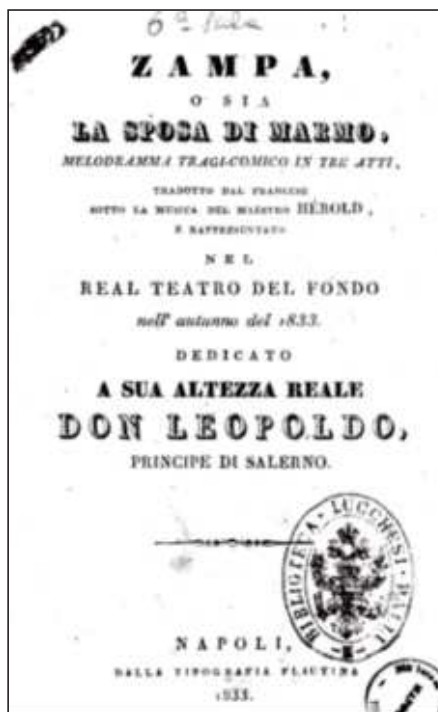 6ª
ZAMPA,
O SIA
LA SPOSA DI MARMO,
MELODRAMMA TRAGI-COMICO IN TRE ATTI,
TRADOTTO DAL FRANCESE
SOTTO LA MUSICA DEL MAESTRO HÉROLD,
E RAPPRESENTATO
NEL
REAL TEATRO DEL FONDO
nell' autunno del 1833.
DEDICATO
A SUA ALTEZZA REALE
DON LEOPOLDO,
PRINCIPE DI SALERNO.
BIBLIOTECA · LUCCHESI · PALLI
NAPOLI,
DALLA TIPOGRAFIA FLAUTINA
1833.